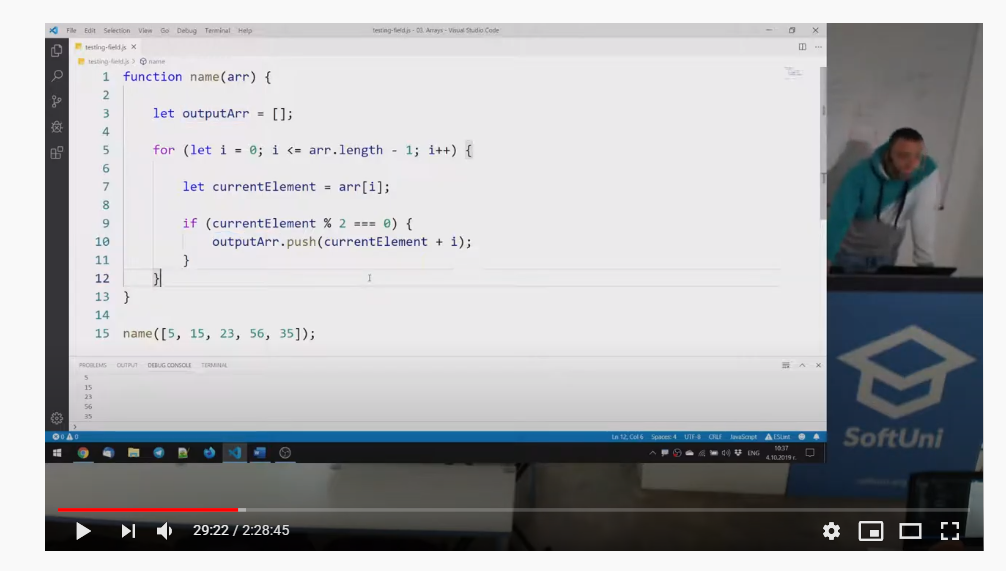 File Edit Selection View Go Debug Terminal Help testing-field.js - 01. Arrays - Visual Studio Code
testing-field.js
testing-field.js > name
1 function name(arr) {
2
3 let outputArr = [];
4
5 for (let i = 0; i <= arr.length - 1; i++) {
6
7 let currentElement = arr[i];
8
9 if (currentElement % 2 === 0) {
10 outputArr.push(currentElement + i);
11 }
12 }
13 }
14
15 name([5, 15, 23, 56, 35]);
PROBLEMS OUTPUT DEBUG CONSOLE TERMINAL
5
15
23
56
35
0 0 Ln 12, Col 6 Spaces: 4 UTF-8 CRLF JavaScript ESLint
ENG 10:37
4.10.2019 г.
SoftUni
29:22 / 2:28:45